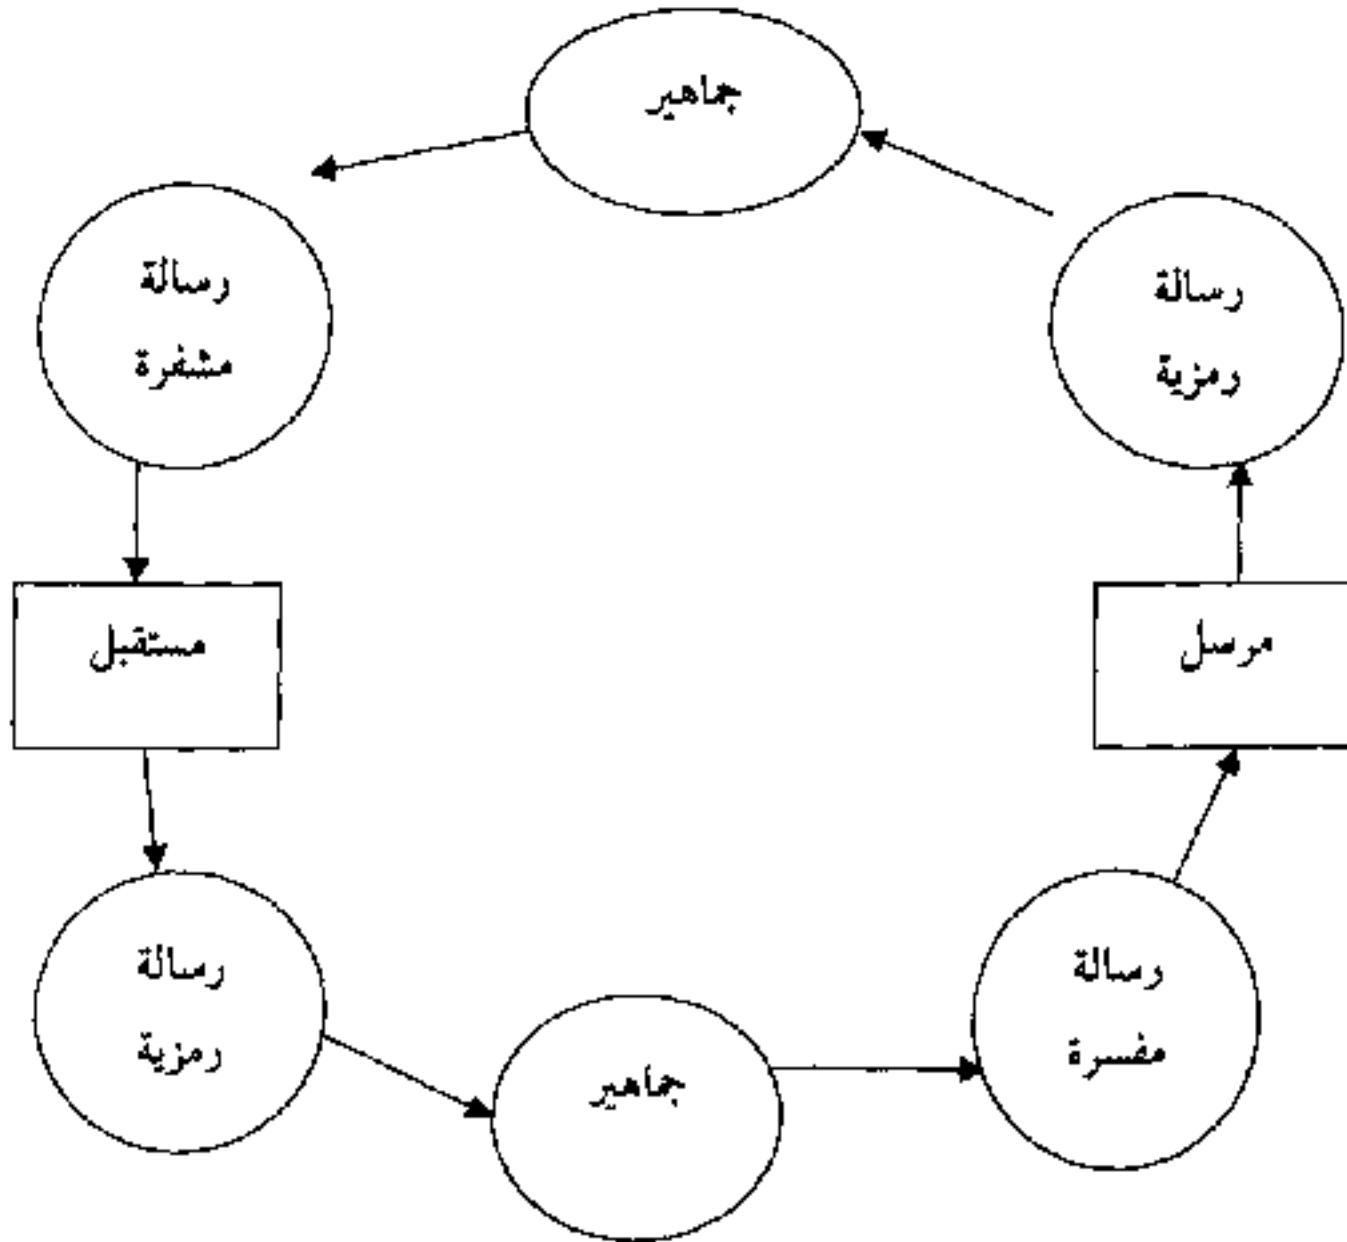 جماهير
رسالة
رمزية
رسالة
مشفرة
مرسل
مستقبل
رسالة
مفسرة
رسالة
رمزية
جماهير